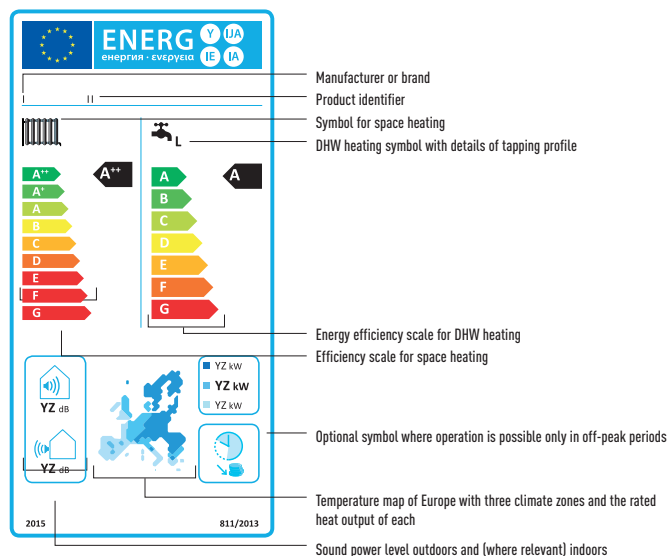 ENERG Y IJA
енергия · ενεργεια IE IA
Manufacturer or brand
I II
Product identifier
Symbol for space heating
L
DHW heating symbol with details of tapping profile
A++ A++ A A
A+ B
A C
B D
C E
D F
E G
F
G
Energy efficiency scale for DHW heating
Efficiency scale for space heating
YZ kW
YZ kW
YZ kW
YZ dB
Optional symbol where operation is possible only in off-peak periods
YZ dB
Temperature map of Europe with three climate zones and the rated
heat output of each
2015 811/2013
Sound power level outdoors and (where relevant) indoors